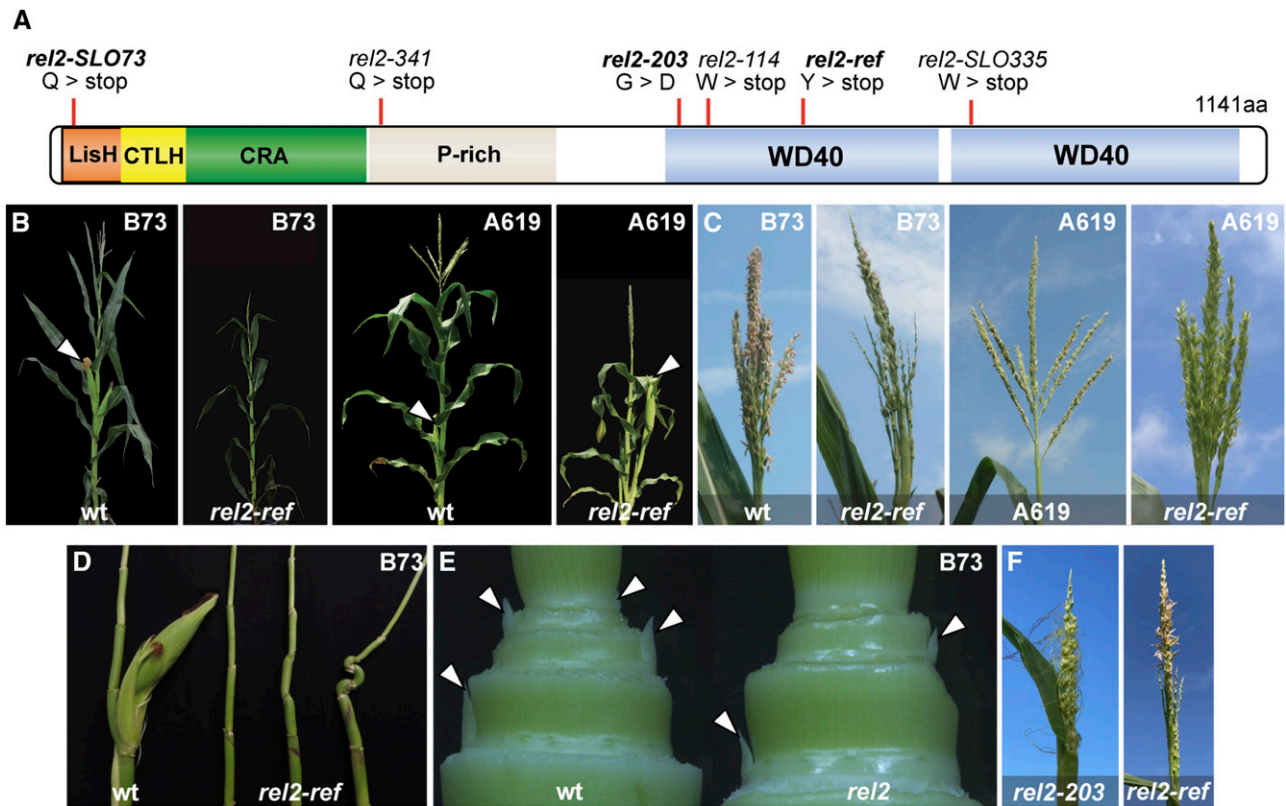 A
rel2-SLO73 rel2-341 rel2-203 rel2-114 rel2-ref rel2-SLO335
Q > stop Q > stop G > D W > stop Y > stop W > stop
1141aa
LisH CTLH CRA P-rich WD40 WD40
B B73 B73 A619 A619 C B73 B73 A619 A619
wt rel2-ref wt rel2-ref wt rel2-ref A619 rel2-ref
D B73 E B73 F
wt rel2-ref wt rel2 rel2-203 rel2-ref